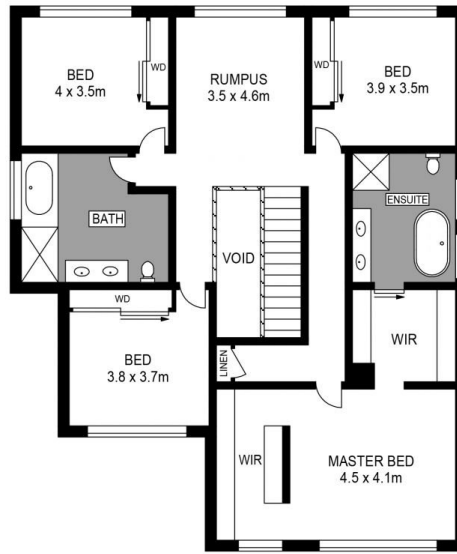 BED
4 x 3.5m
WD
RUMPUS
3.5 x 4.6m
WD
BED
3.9 x 3.5m
BATH
ENSUITE
VOID
WD
BED
3.8 x 3.7m
LINEN
WIR
WIR
MASTER BED
4.5 x 4.1m